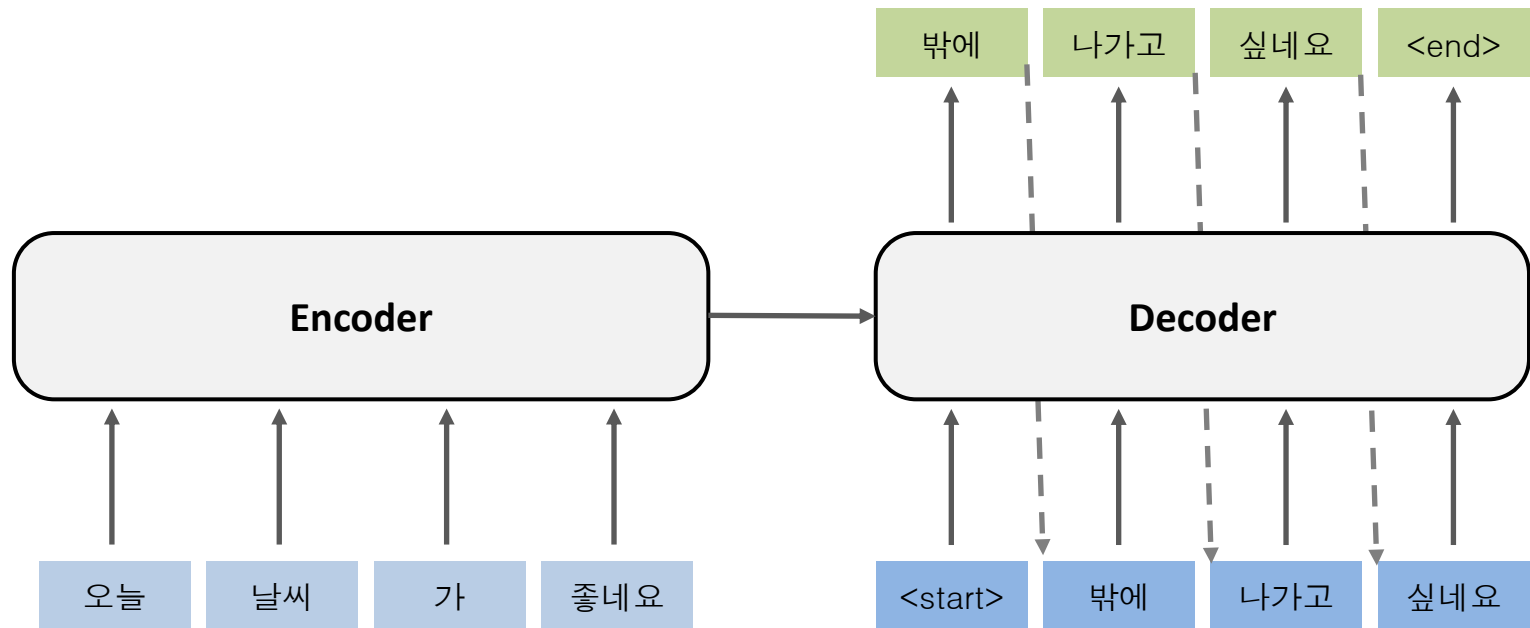 밖에 나가고 싶네요 <end>
Encoder Decoder
오늘 날씨 가 좋네요 <start> 밖에 나가고 싶네요